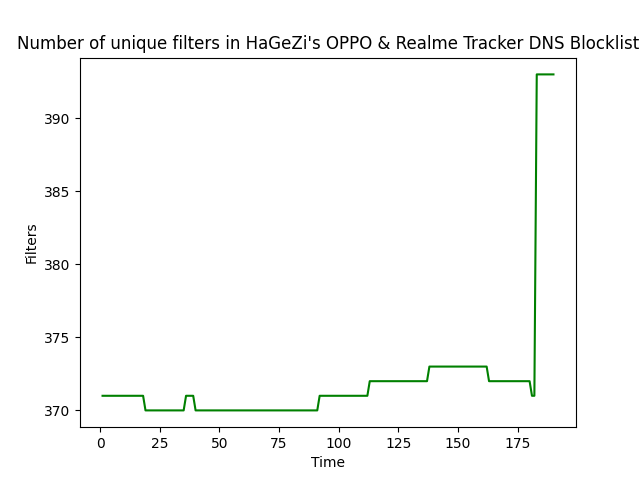 Number of unique filters in HaGeZi's OPPO & Realme Tracker DNS Blocklist
390
385
380
375
370
Filters
0 25 50 75 100 125 150 175
Time